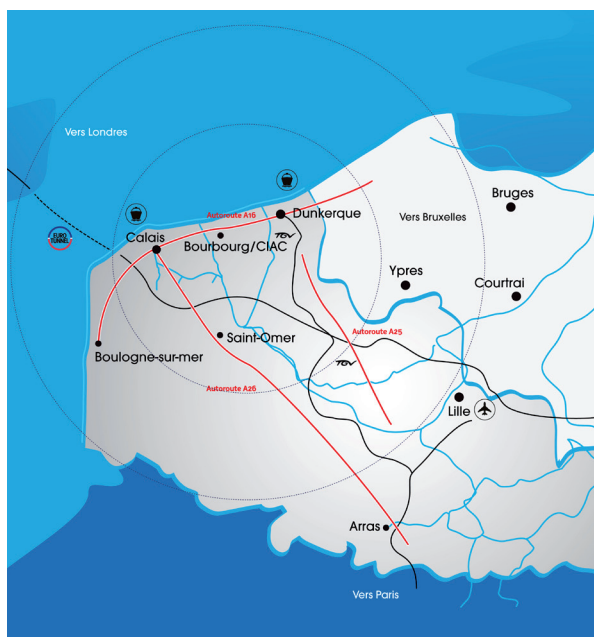 Vers Londres
Bruges
Autoroute A16
Dunkerque
Vers Bruxelles
EURO
TUNNEL
Calais
Bourbourg/CIAC
TGV
Ypres
Courtrai
Saint-Omer
Autoroute A25
Boulogne-sur-mer
TGV
Autoroute A26
Lille
Arras
Vers Paris